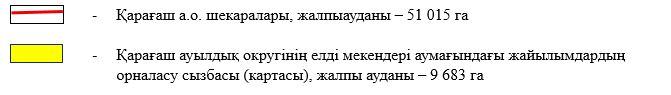 - Қарағаш а.о. шекаралары, жалпыауданы – 51 015 га
- Қарағаш ауылдық округінің елді мекендері аумағындағы жайылымдардың
орналасу сызбасы (картасы), жалпы ауданы – 9 683 га